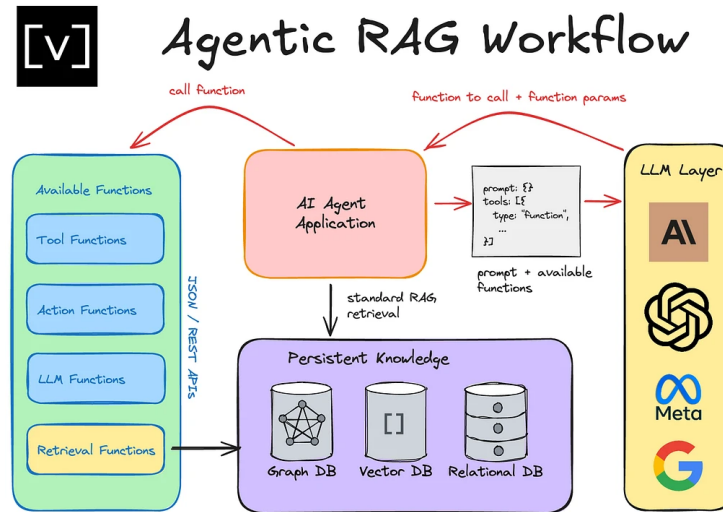 [v]
Agentic RAG Workflow
call function
function to call + function params
Available Functions
Tool Functions
Action Functions
LLM Functions
Retrieval Functions
JSON / REST APIs
AI Agent
Application
prompt: {}
tools: [{
type: "function",
...
}]
prompt + available
functions
LLM Layer
A\
Meta
standard RAG,
retrieval
Persistent Knowledge
[]
Graph DB
Vector DB
Relational DB
G